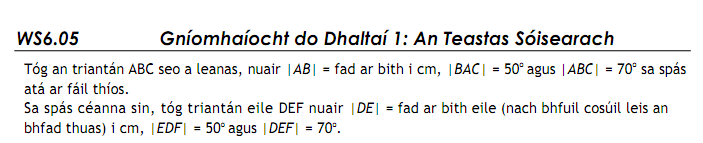 WS6.05 Gníomhaíocht do Dhaltaí 1: An Teastas Sóisearach
Tóg an triantán ABC seo a leanas, nuair |AB| = fad ar bith i cm, |BAC| = 50° agus |ABC| = 70° sa spás
atá ar fáil thíos.
Sa spás céanna sin, tóg triantán eile DEF nuair |DE| = fad ar bith eile (nach bhfuil cosúil leis an
bhfad thuas) i cm, |EDF| = 50° agus |DEF| = 70°.